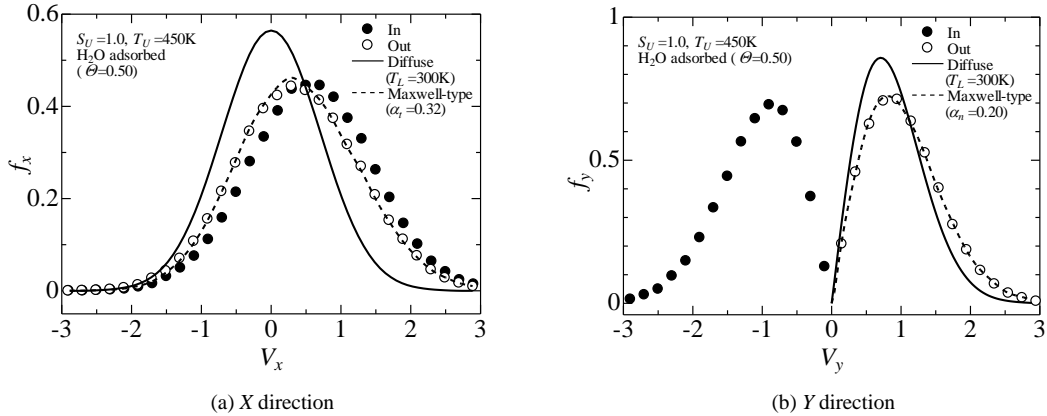 0.6
0.4
0.2
0
-3 -2 -1 0 1 2 3
f_x
V_x
S_U=1.0, T_U=450K
H2O adsorbed
( Θ=0.50)
In
Out
Diffuse
(T_L=300K)
Maxwell-type
(α_t=0.32)
(a) X direction
1
0.5
0
-3 -2 -1 0 1 2 3
f_y
V_y
S_U=1.0, T_U=450K
H2O adsorbed
( Θ=0.50)
In
Out
Diffuse
(T_L=300K)
Maxwell-type
(α_n=0.20)
(b) Y direction